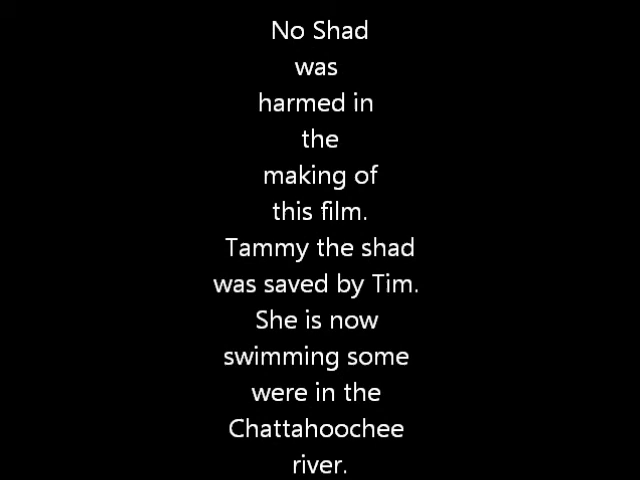 No Shad
was
harmed in
the
making of
this film.
Tammy the shad
was saved by Tim.
She is now
swimming some
were in the
Chattahoochee
river.